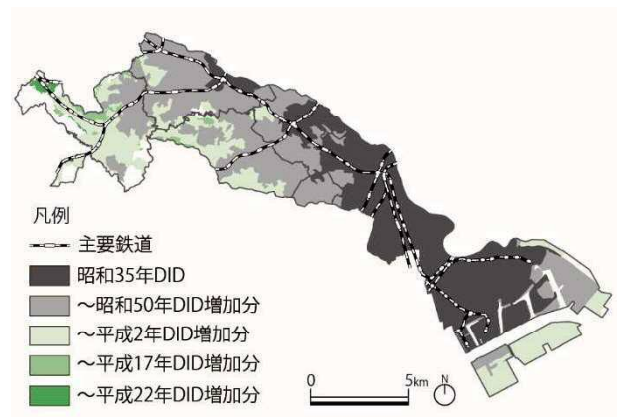 凡例
主要鉄道
昭和35年DID
～昭和50年DID増加分
～平成2年DID増加分
～平成17年DID増加分
～平成22年DID増加分
0 5km N